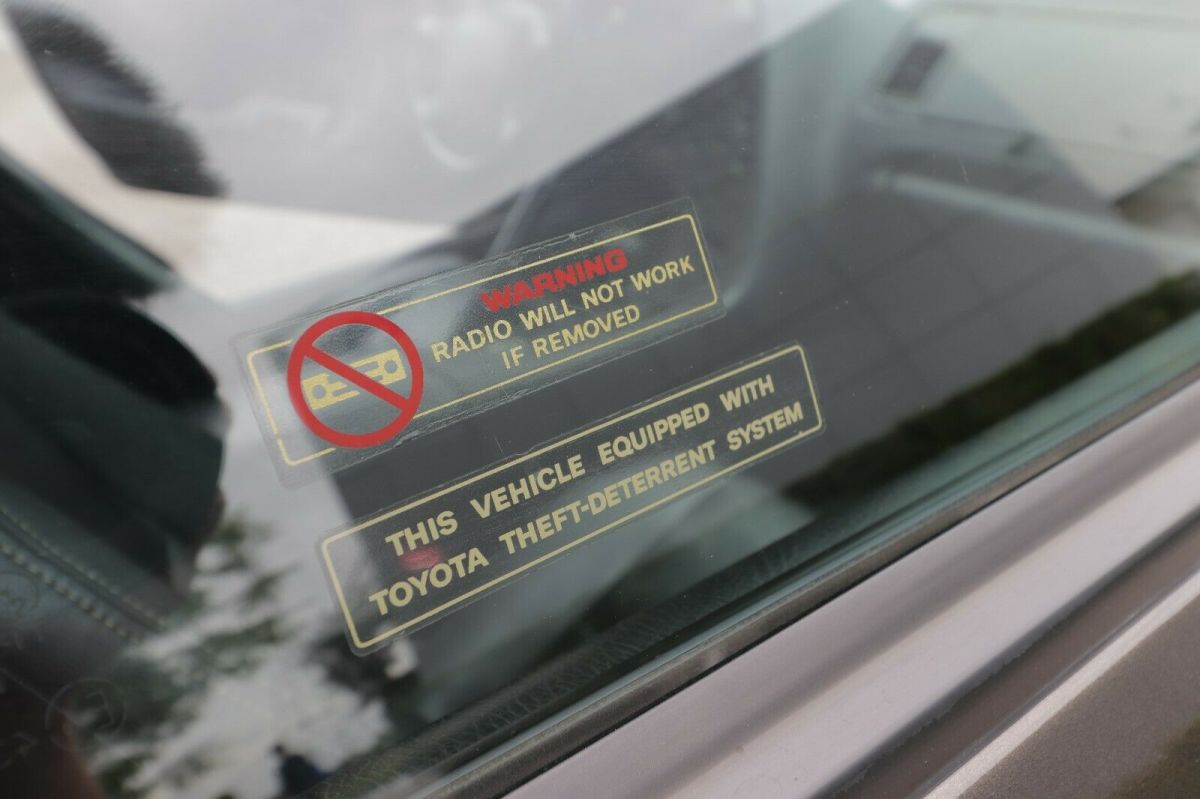 WARNING
RADIO WILL NOT WORK
IF REMOVED
THIS VEHICLE EQUIPPED WITH
TOYOTA THEFT-DETERRENT SYSTEM